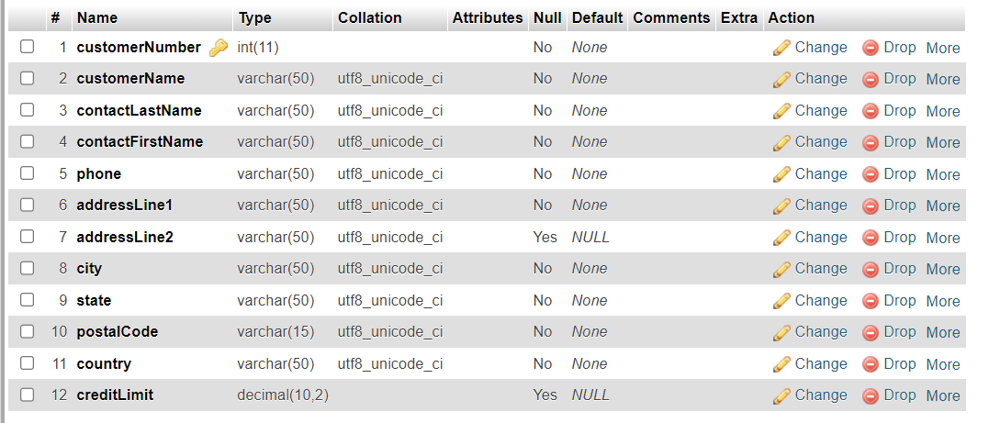 # Name Type Collation Attributes Null Default Comments Extra Action
1 customerNumber int(11) No None Change Drop More
2 customerName varchar(50) utf8_unicode_ci No None Change Drop More
3 contactLastName varchar(50) utf8_unicode_ci No None Change Drop More
4 contactFirstName varchar(50) utf8_unicode_ci No None Change Drop More
5 phone varchar(50) utf8_unicode_ci No None Change Drop More
6 addressLine1 varchar(50) utf8_unicode_ci No None Change Drop More
7 addressLine2 varchar(50) utf8_unicode_ci Yes NULL Change Drop More
8 city varchar(50) utf8_unicode_ci No None Change Drop More
9 state varchar(50) utf8_unicode_ci No None Change Drop More
10 postalCode varchar(15) utf8_unicode_ci No None Change Drop More
11 country varchar(50) utf8_unicode_ci No None Change Drop More
12 creditLimit decimal(10,2) Yes NULL Change Drop More